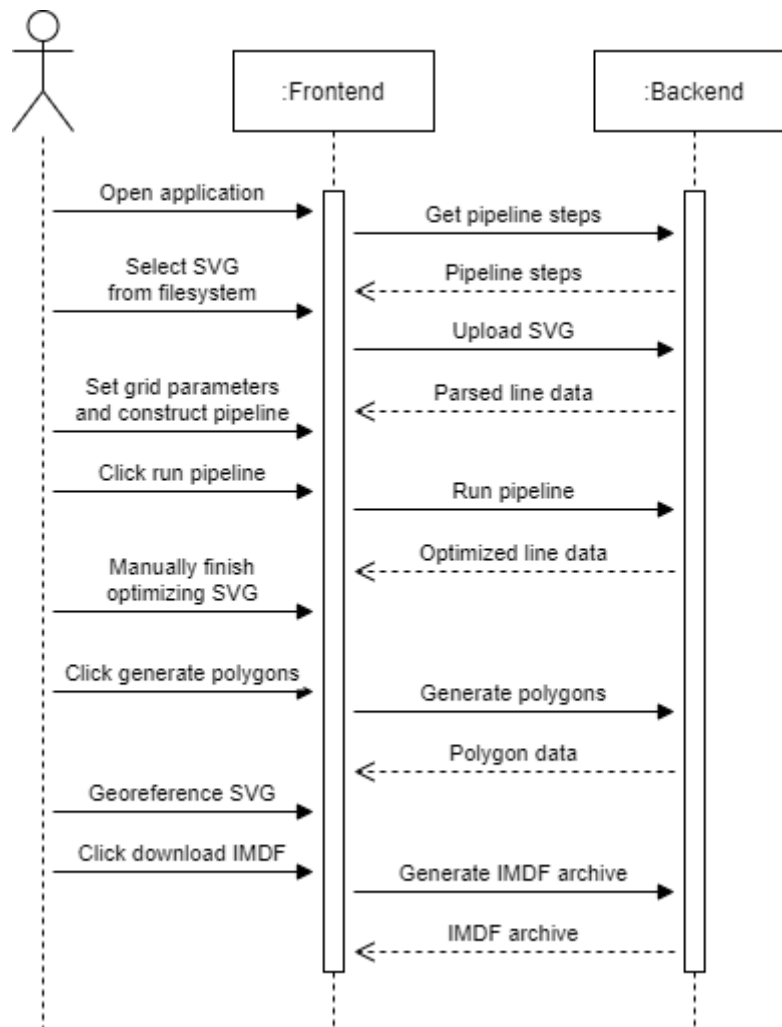 :Frontend
:Backend
Open application
Get pipeline steps
Select SVG
from filesystem
Pipeline steps
Upload SVG
Set grid parameters
and construct pipeline
Parsed line data
Click run pipeline
Run pipeline
Optimized line data
Manually finish
optimizing SVG
Click generate polygons
Generate polygons
Polygon data
Georeference SVG
Click download IMDF
Generate IMDF archive
IMDF archive